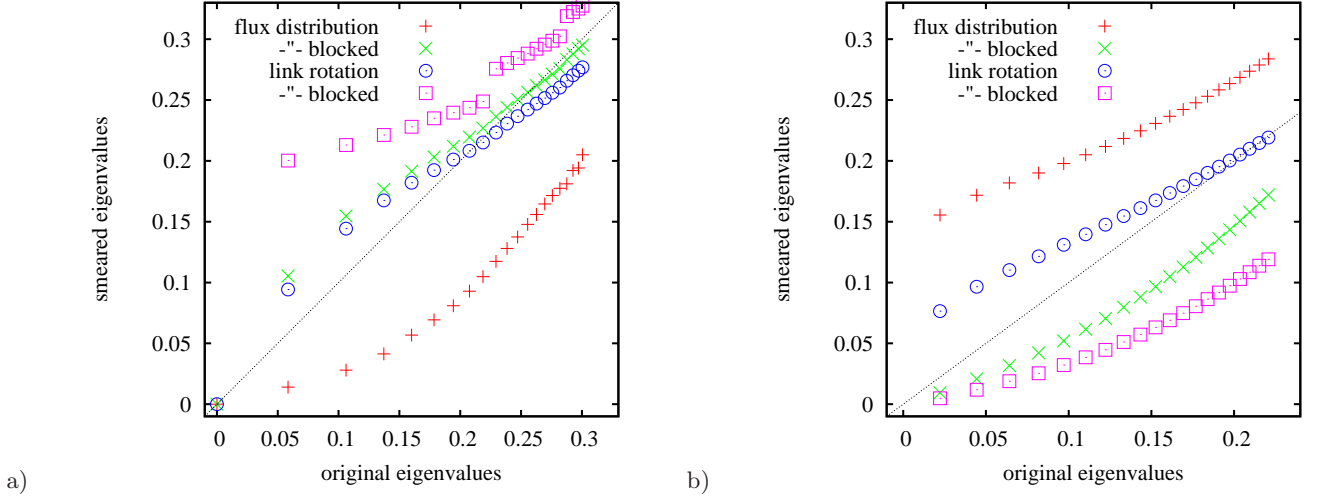 flux distribution
-"- blocked
link rotation
-"- blocked
0.3
0.25
0.2
0.15
0.1
0.05
0
smeared eigenvalues
0 0.05 0.1 0.15 0.2 0.25 0.3
original eigenvalues
a)
flux distribution
-"- blocked
link rotation
-"- blocked
0.3
0.25
0.2
0.15
0.1
0.05
0
smeared eigenvalues
0 0.05 0.1 0.15 0.2
original eigenvalues
b)